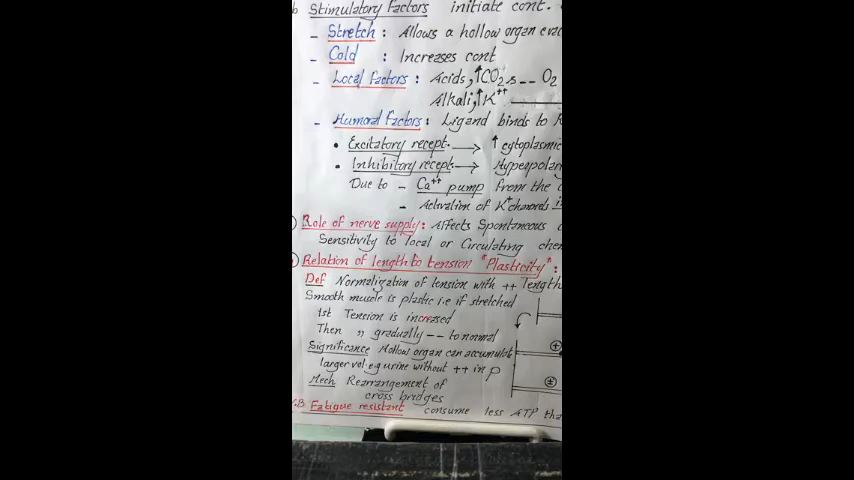 b Stimulatory Factors initiate cont.
- Stretch : Allows a hollow organ evac
- Cold : Increases cont
- Local factors : Acids, ↑CO2 -- O2
Alkali, ↑K++
- Humoral factors : Ligand binds to
• Excitatory recept. → ↑ cytoplasmic
• Inhibitory recept. → Hyperpolar
Due to - Ca++ pump from the
- Activation of K+ channels
Role of nerve supply : Affects Spontaneous
Sensitivity to local or Circulating chem
Relation of length to tension "Plasticity" :
Def Normalization of tension with ++ length
Smooth muscle is plastic i.e if stretched
1st Tension is increased
Then 〃 gradually -- to normal
Significance Hollow organ can accumulat
larger vol e.g urine without ++ in p
Mech Rearrangement of
cross bridges
N.B Fatigue resistant consume less ATP tha